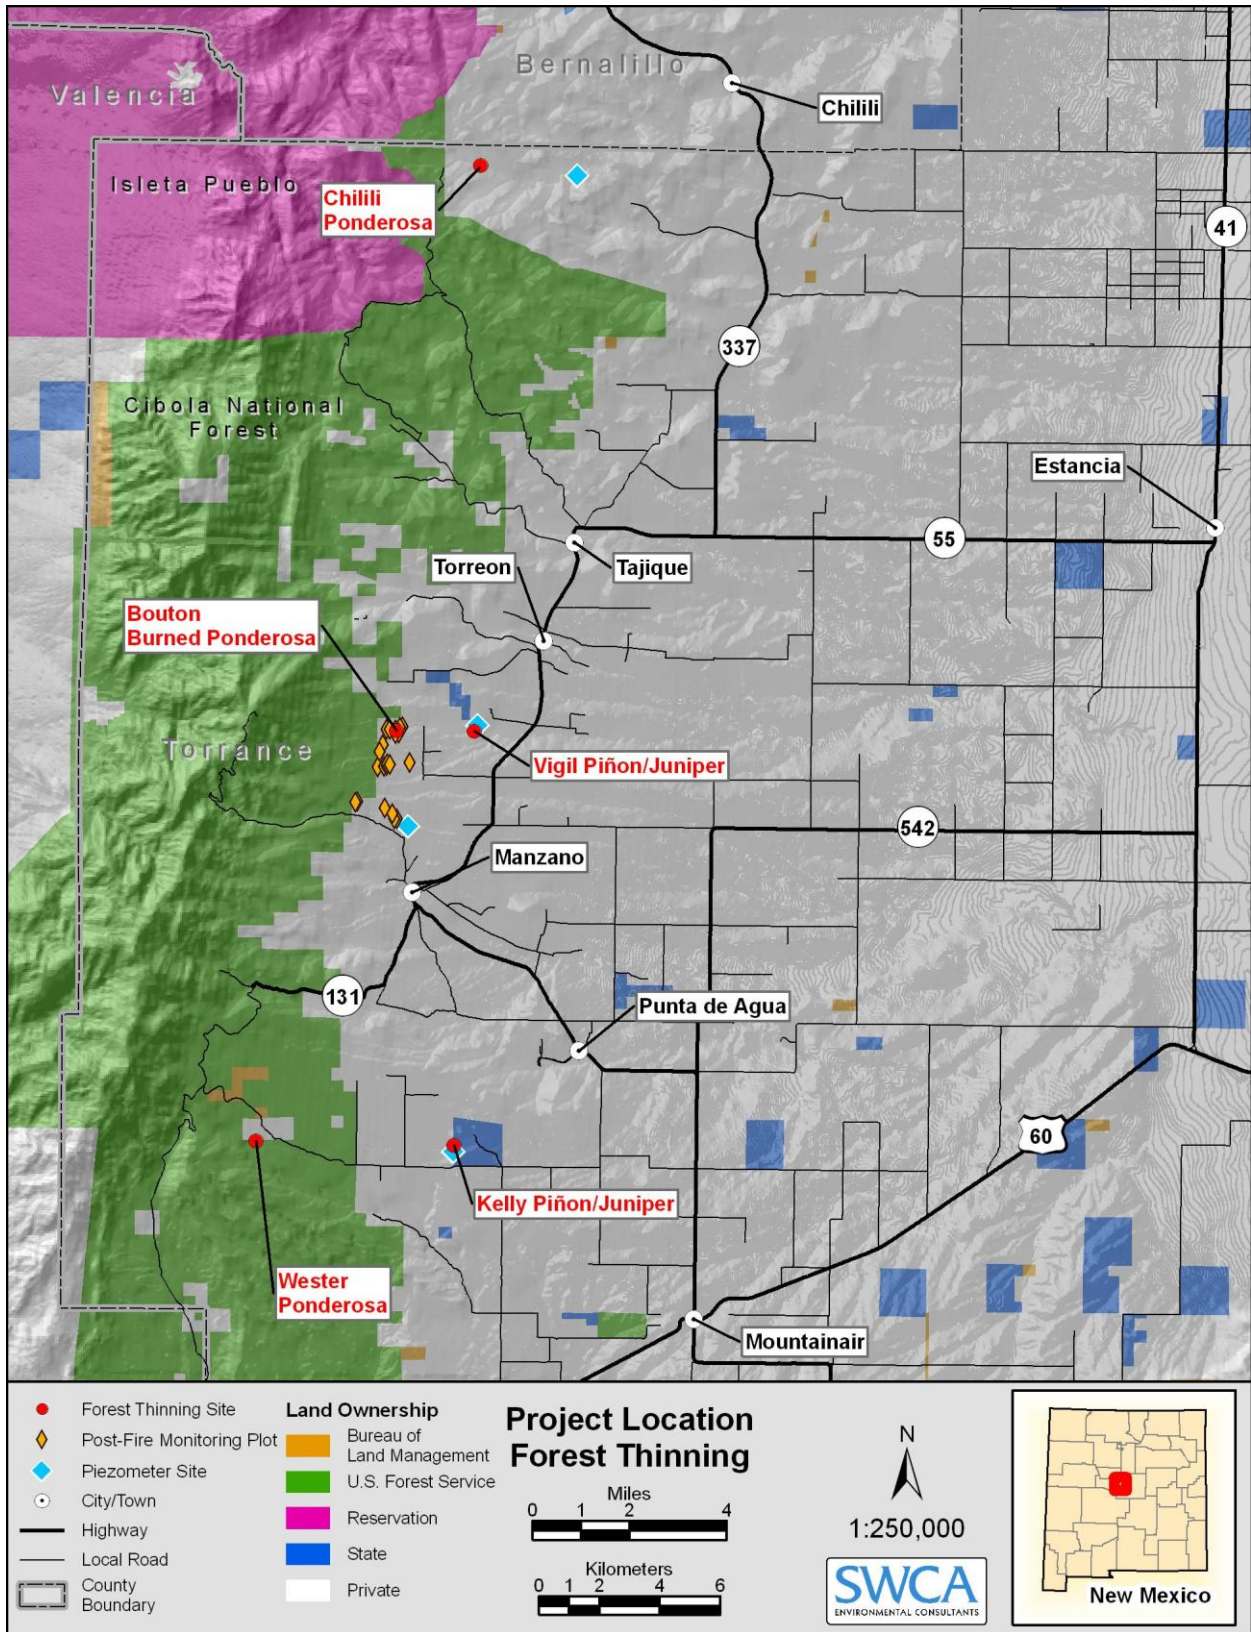 Bernalillo
Valencia
Chilili
Isleta Pueblo
Chilili
Ponderosa
41
337
Cibola National
Forest
Estancia
55
Torreon
Tajique
Bouton
Burned Ponderosa
Torrance
Vigil Piñon/Juniper
542
Manzano
131
Punta de Agua
60
Kelly Piñon/Juniper
Wester
Ponderosa
Mountainair
Forest Thinning Site
Post-Fire Monitoring Plot
Piezometer Site
City/Town
Highway
Local Road
County
Boundary
Land Ownership
Bureau of
Land Management
U.S. Forest Service
Reservation
State
Private
Project Location
Forest Thinning
Miles
0 1 2 4
Kilometers
0 1 2 4 6
N
1:250,000
SWCA
ENVIRONMENTAL CONSULTANTS
New Mexico